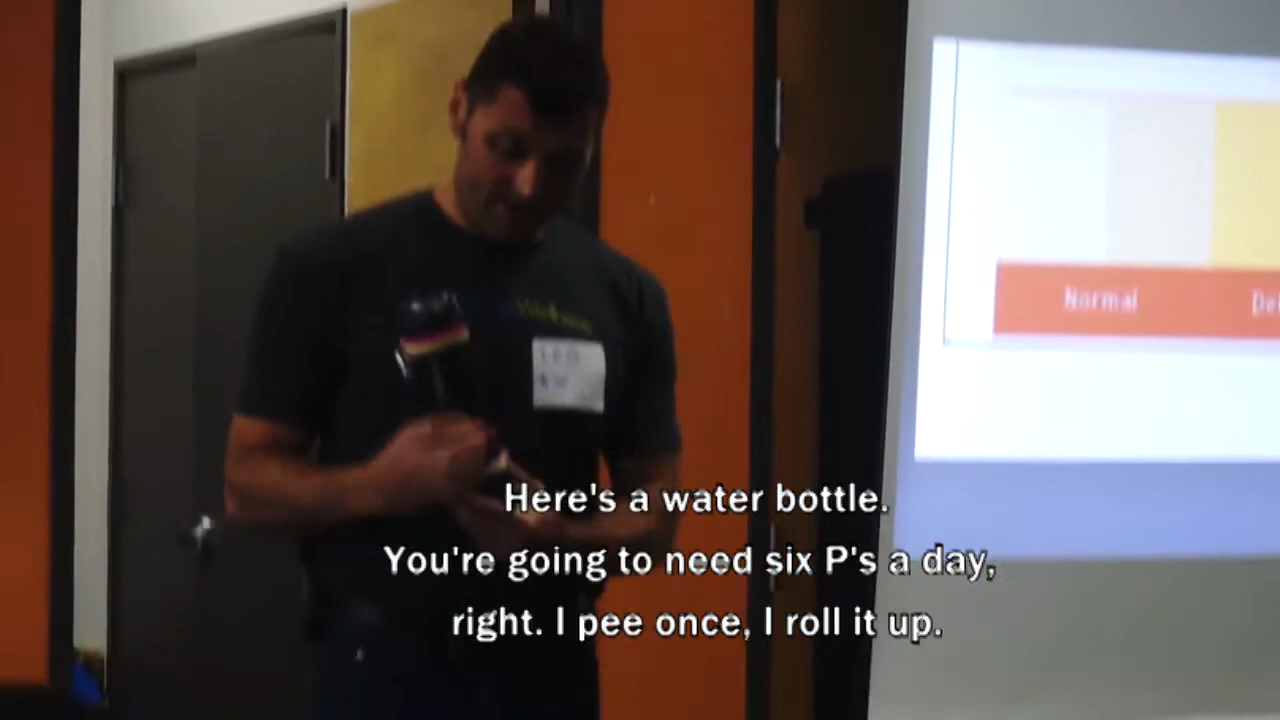 Normal
Here's a water bottle.
You're going to need six P's a day,
right. I pee once, I roll it up.